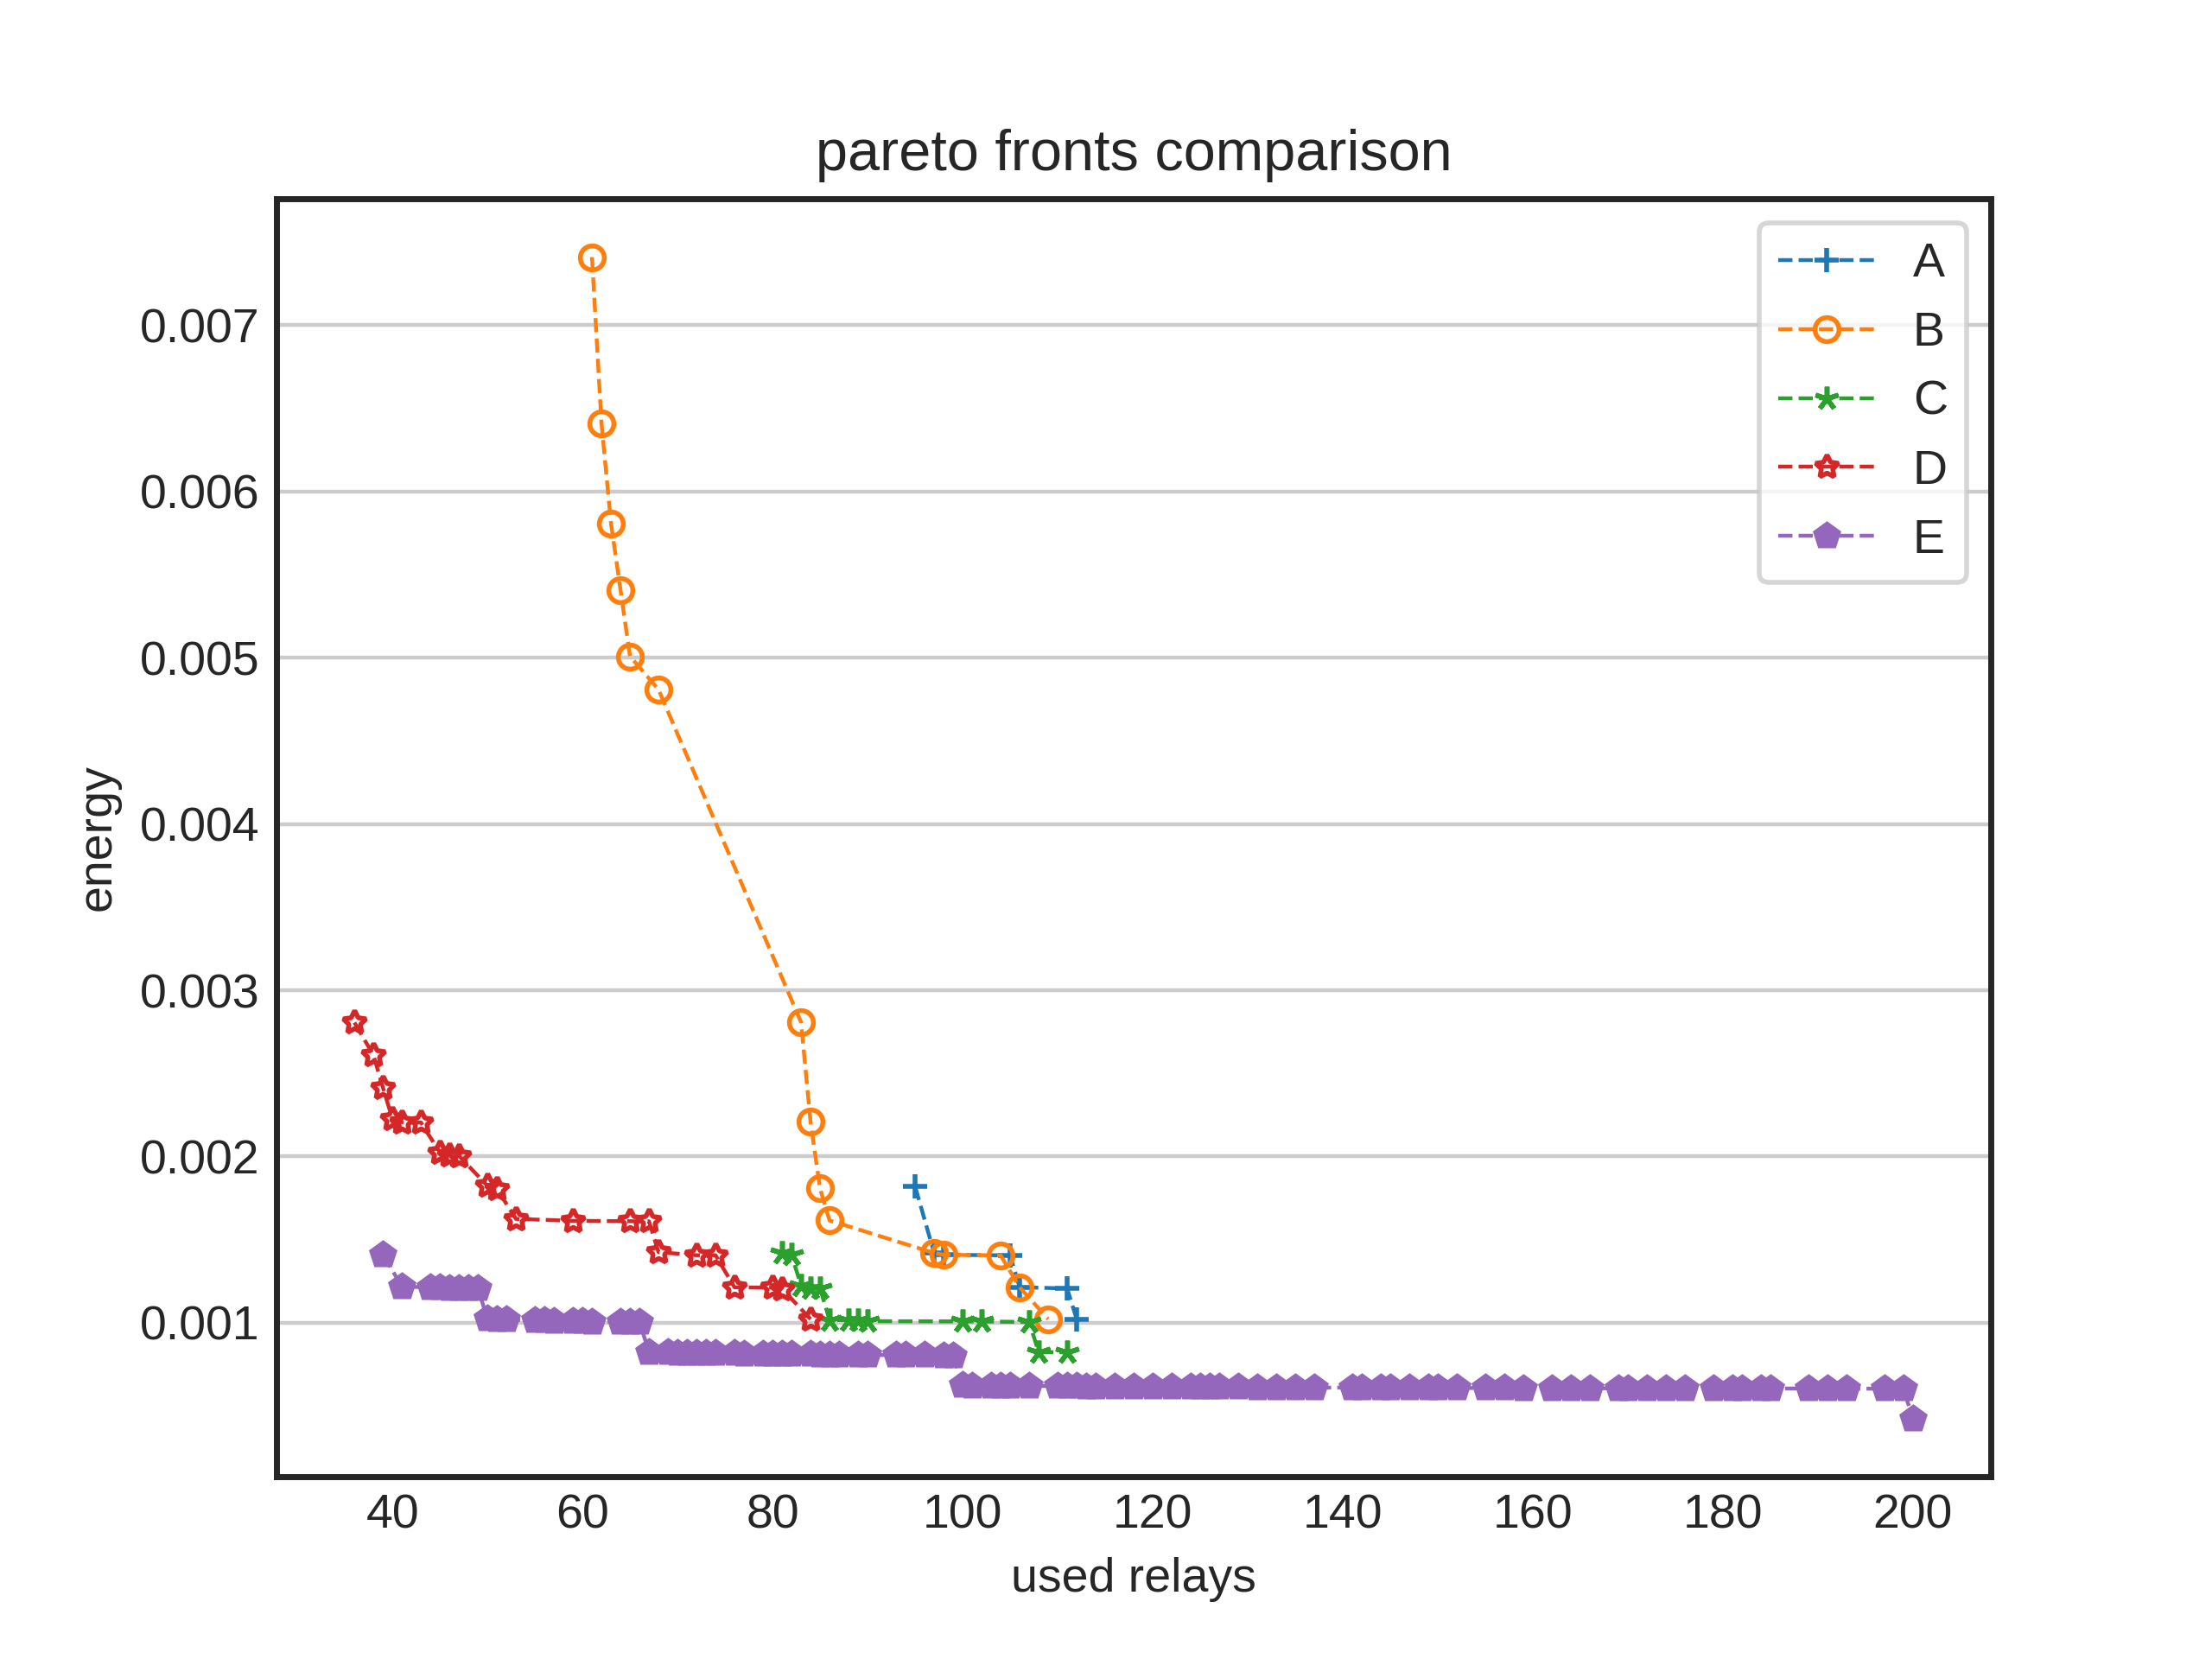 pareto fronts comparison
A
B
C
D
E
0.007
0.006
0.005
0.004
0.003
0.002
0.001
energy
40 60 80 100 120 140 160 180 200
used relays